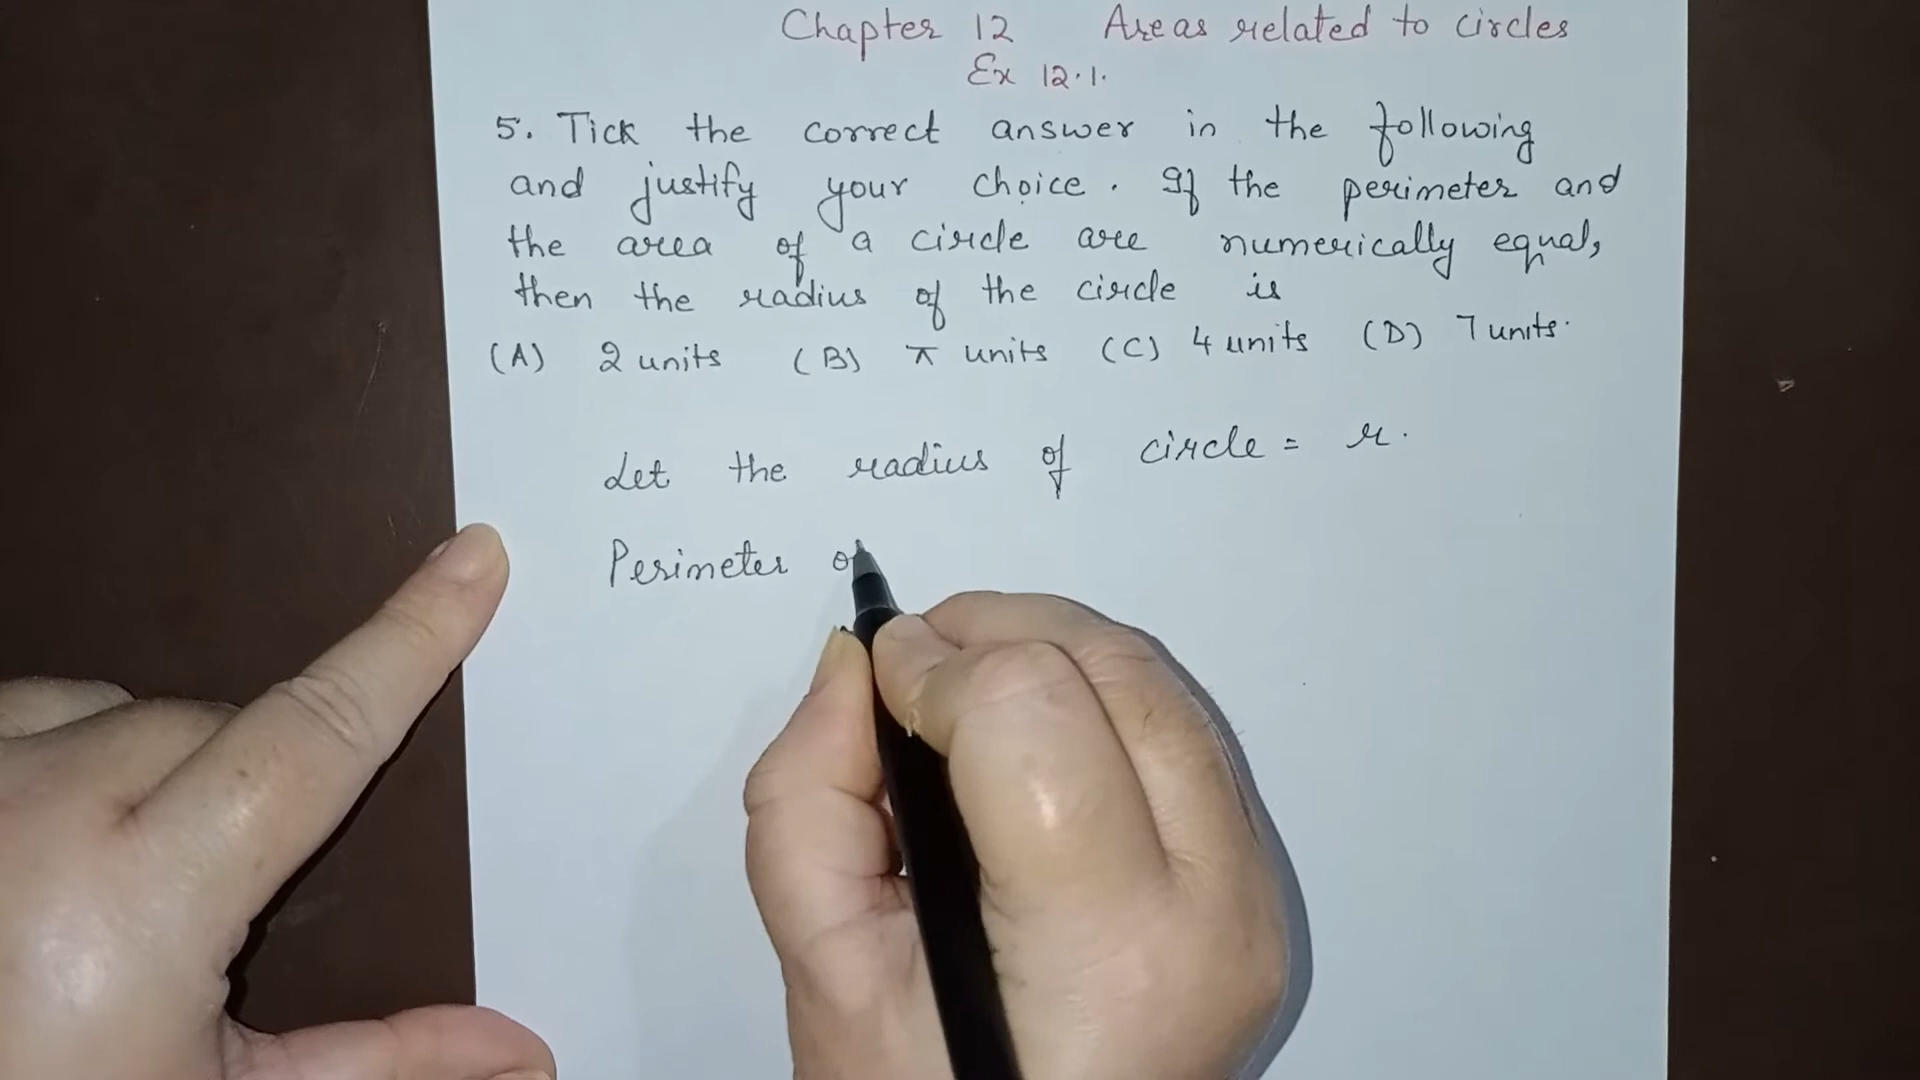 Chapter 12 Areas related to circles
Ex 12.1.
5. Tick the correct answer in the following
and justify your choice. If the perimeter and
the area of a circle are numerically equal,
then the radius of the circle is
(A) 2 units (B) π units (C) 4 units (D) 7 units.
Let the radius of circle = r.
Perimeter of